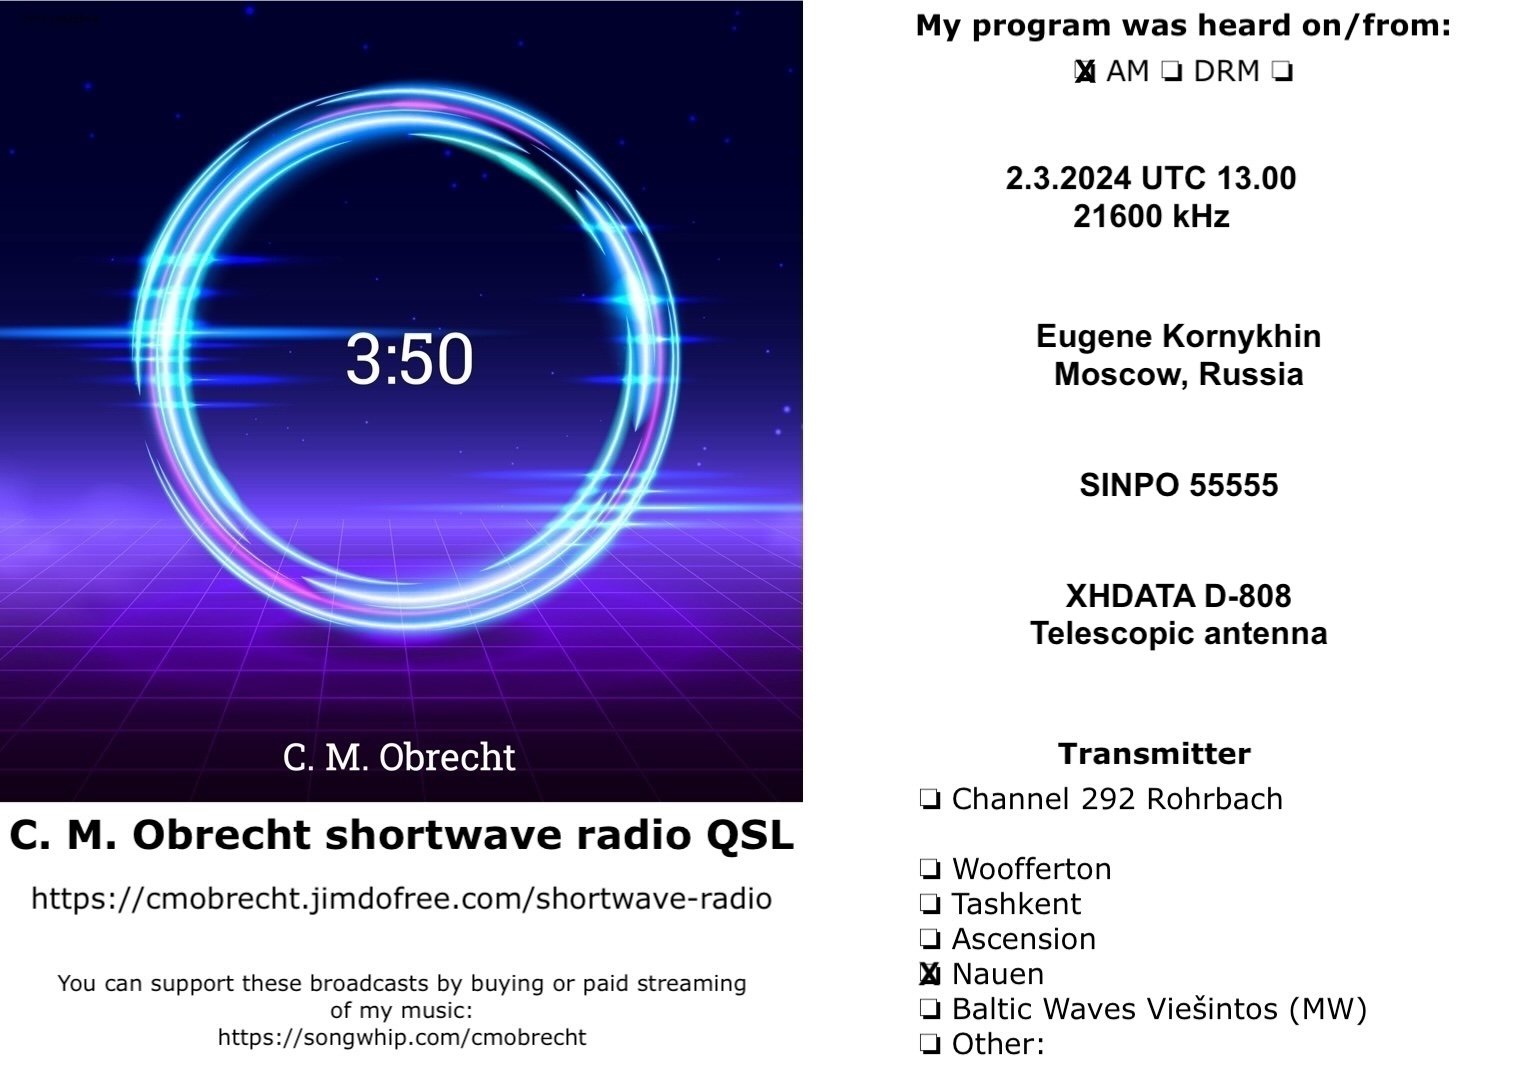 3:50
C. M. Obrecht
C. M. Obrecht shortwave radio QSL
https://cmobrecht.jimdofree.com/shortwave-radio
You can support these broadcasts by buying or paid streaming
of my music:
https://songwhip.com/cmobrecht
My program was heard on/from:
X AM ❏ DRM ❏
2.3.2024 UTC 13.00
21600 kHz
Eugene Kornykhin
Moscow, Russia
SINPO 55555
XHDATA D-808
Telescopic antenna
Transmitter
❏ Channel 292 Rohrbach
❏ Woofferton
❏ Tashkent
❏ Ascension
X Nauen
❏ Baltic Waves Viešintos (MW)
❏ Other: